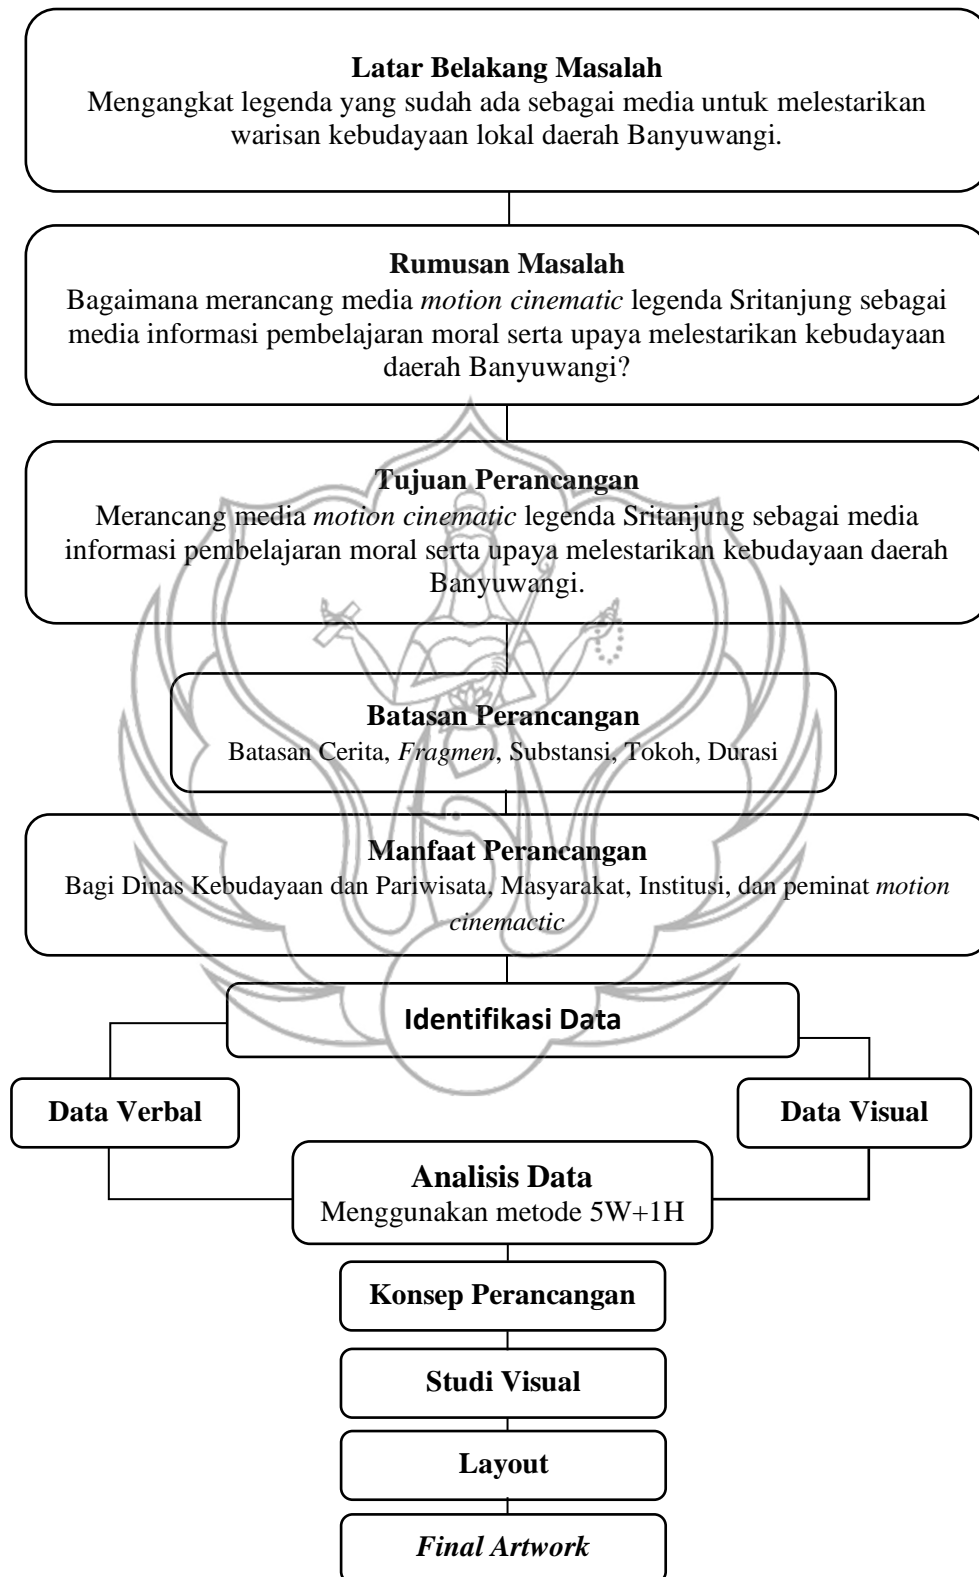 Latar Belakang Masalah
Mengangkat legenda yang sudah ada sebagai media untuk melestarikan
warisan kebudayaan lokal daerah Banyuwangi.
Rumusan Masalah
Bagaimana merancang media motion cinematic legenda Sritanjung sebagai
media informasi pembelajaran moral serta upaya melestarikan kebudayaan
daerah Banyuwangi?
Tujuan Perancangan
Merancang media motion cinematic legenda Sritanjung sebagai media
informasi pembelajaran moral serta upaya melestarikan kebudayaan daerah
Banyuwangi.
Batasan Perancangan
Batasan Cerita, Fragmen, Substansi, Tokoh, Durasi
Manfaat Perancangan
Bagi Dinas Kebudayaan dan Pariwisata, Masyarakat, Institusi, dan peminat motion
cinemactic
Identifikasi Data
Data Verbal
Data Visual
Analisis Data
Menggunakan metode 5W+1H
Konsep Perancangan
Studi Visual
Layout
Final Artwork